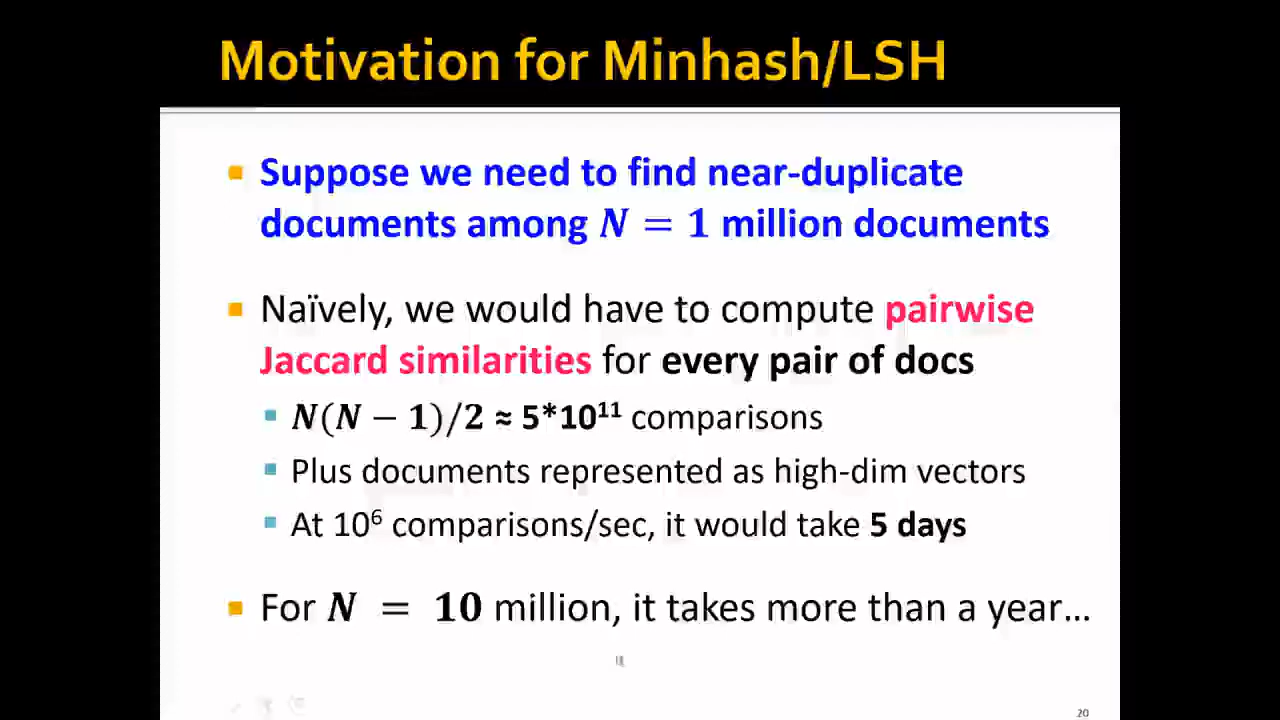 Motivation for Minhash/LSH
Suppose we need to find near-duplicate
documents among N = 1 million documents
Naïvely, we would have to compute pairwise
Jaccard similarities for every pair of docs
N(N − 1)/2 ≈ 5*10¹¹ comparisons
Plus documents represented as high-dim vectors
At 10⁶ comparisons/sec, it would take 5 days
For N = 10 million, it takes more than a year…
20